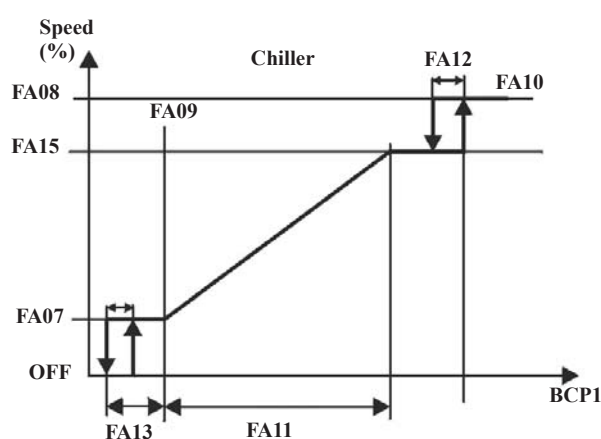 Speed
(%)
Chiller
FA12
FA08
FA09
FA10
FA15
FA07
OFF
BCP1
FA13
FA11